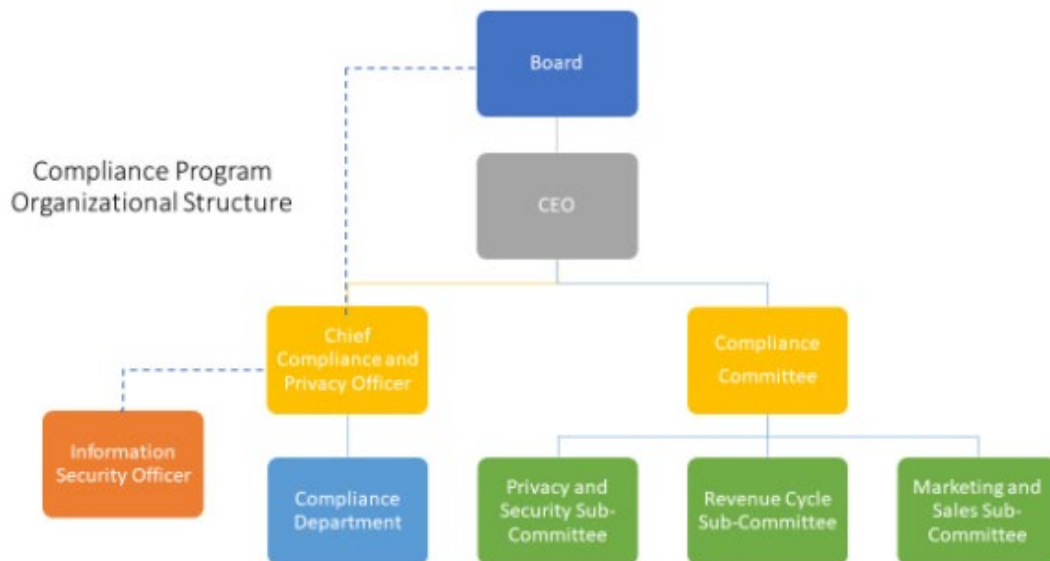 Board
Compliance Program
Organizational Structure
CEO
Chief
Compliance and
Privacy Officer
Compliance
Committee
Information
Security Officer
Compliance
Department
Privacy and
Security Sub-
Committee
Revenue Cycle
Sub-Committee
Marketing and
Sales Sub-
Committee